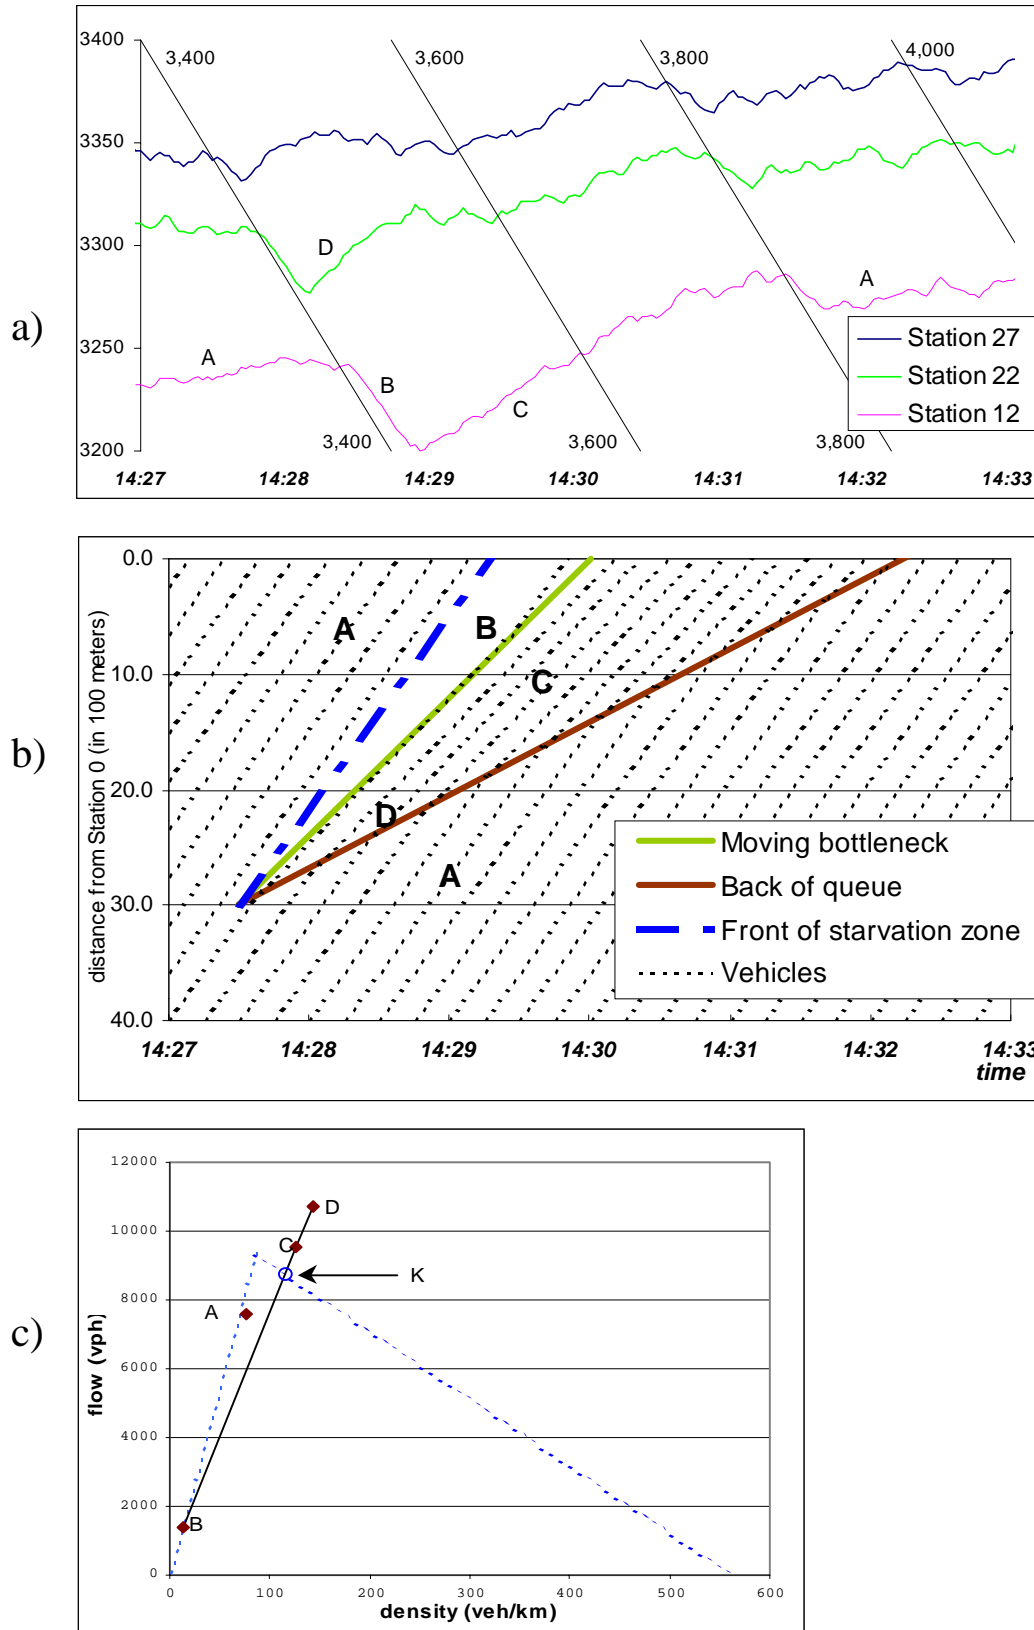 a)
3400
3350
3300
3250
3200
3,400
3,600
3,800
4,000
D
A
B
C
A
3,400
3,600
3,800
Station 27
Station 22
Station 12
14:27
14:28
14:29
14:30
14:31
14:32
14:33
b)
distance from Station 0 (in 100 meters)
0.0
10.0
20.0
30.0
40.0
A
B
C
D
A
Moving bottleneck
Back of queue
Front of starvation zone
Vehicles
14:27
14:28
14:29
14:30
14:31
14:32
14:33
time
c)
flow (vph)
12000
10000
8000
6000
4000
2000
0
D
C
K
A
B
0
100
200
300
400
500
600
density (veh/km)